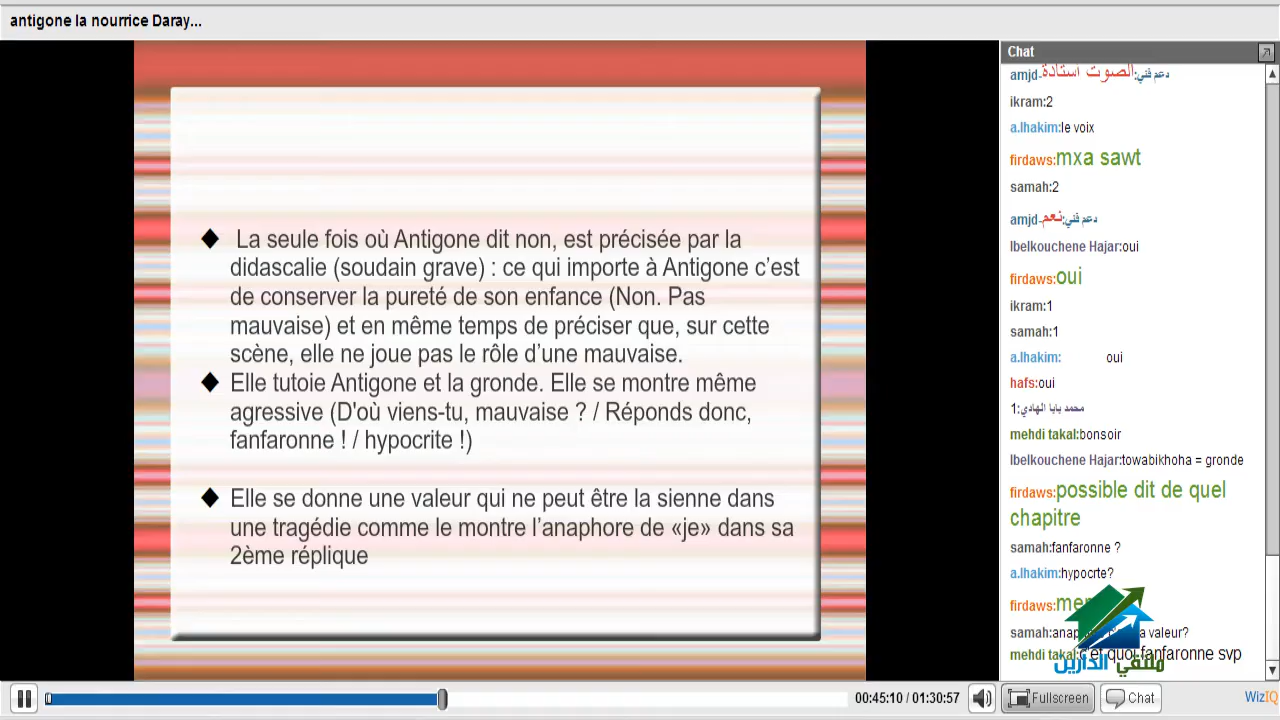 antigone la nourrice Daray...
La seule fois où Antigone dit non, est précisée par la
didascalie (soudain grave) : ce qui importe à Antigone c’est
de conserver la pureté de son enfance (Non. Pas
mauvaise) et en même temps de préciser que, sur cette
scène, elle ne joue pas le rôle d’une mauvaise.
Elle tutoie Antigone et la gronde. Elle se montre même
agressive (D'où viens-tu, mauvaise ? / Réponds donc,
fanfaronne ! / hypocrite !)
Elle se donne une valeur qui ne peut être la sienne dans
une tragédie comme le montre l’anaphore de «je» dans sa
2ème réplique
Chat
amjd-دعم فني:الصوت استادة
ikram:2
a.lhakim:le voix
firdaws:mxa sawt
samah:2
amjd-دعم فني:نعم
lbelkouchene Hajar:oui
firdaws:oui
ikram:1
samah:1
a.lhakim: oui
hafs:oui
محمد بابا الهادي:1
mehdi takal:bonsoir
lbelkouchene Hajar:towabikhoha = gronde
firdaws:possible dit de quel
chapitre
samah:fanfaronne ?
a.lhakim:hypocrte?
firdaws:
samah: valeur?
mehdi takal:c'et quoi fanfaronne svp
ملتقى الدارين
00:45:10 / 01:30:57
Fullscreen
Chat
WizIQ